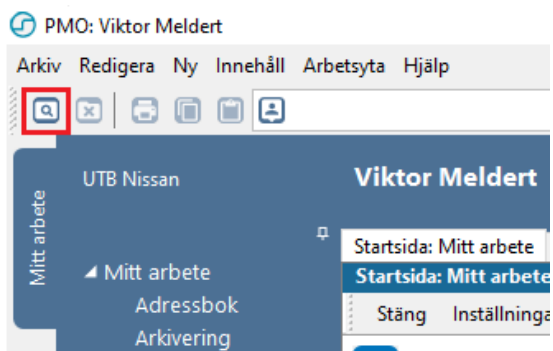 PMO: Viktor Meldert
Arkiv Redigera Ny Innehåll Arbetsyta Hjälp
Mitt arbete
UTB Nissan
Viktor Meldert
Startsida: Mitt arbete
Mitt arbete
Startsida: Mitt arbete
Adressbok
Stäng
Arkivering